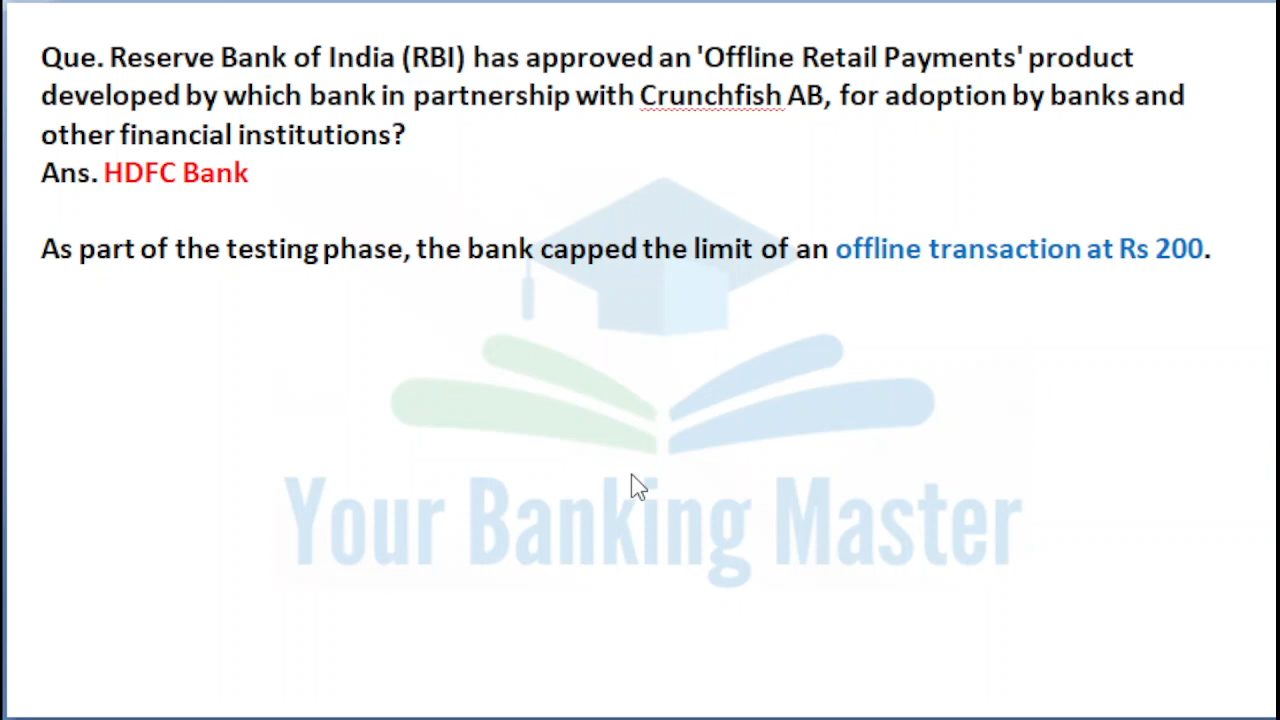 Que. Reserve Bank of India (RBI) has approved an 'Offline Retail Payments' product
developed by which bank in partnership with Crunchfish AB, for adoption by banks and
other financial institutions?
Ans. HDFC Bank
As part of the testing phase, the bank capped the limit of an offline transaction at Rs 200.
Your Banking Master